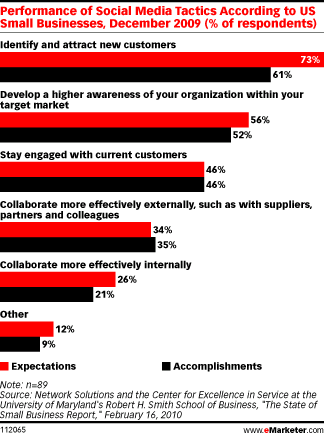 Performance of Social Media Tactics According to US
Small Businesses, December 2009 (% of respondents)
Identify and attract new customers
73%
61%
Develop a higher awareness of your organization within your
target market
56%
52%
Stay engaged with current customers
46%
46%
Collaborate more effectively externally, such as with suppliers,
partners and colleagues
34%
35%
Collaborate more effectively internally
26%
21%
Other
12%
9%
Expectations Accomplishments
Note: n=89
Source: Network Solutions and the Center for Excellence in Service at the
University of Maryland's Robert H. Smith School of Business, "The State of
Small Business Report," February 16, 2010
112065 www.eMarketer.com